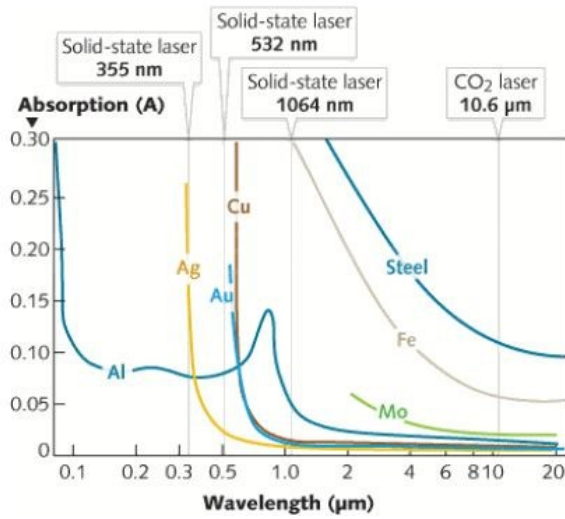 Solid-state laser
532 nm
Solid-state laser
355 nm
Solid-state laser
1064 nm
CO₂ laser
10.6 µm
Absorption (A)
0.30
0.25
0.20
0.15
0.10
0.05
0
Cu
Ag
Au
Steel
Fe
Al
Mo
0.1 0.2 0.3 0.5 1.0 2 4 6 8 10 20
Wavelength (µm)